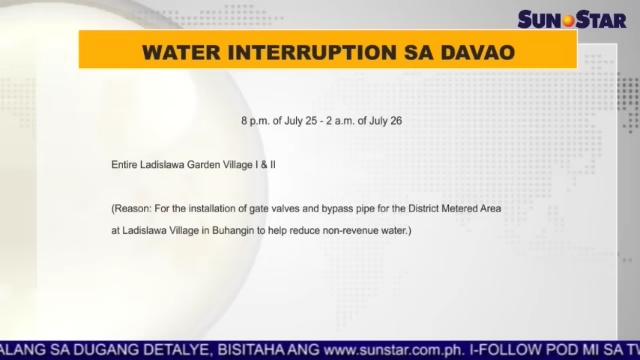 SUNSTAR
WATER INTERRUPTION SA DAVAO
8 p.m. of July 25 - 2 a.m. of July 26
Entire Ladislawa Garden Village I & II
(Reason: For the installation of gate valves and bypass pipe for the District Metered Area
at Ladislawa Village in Buhangin to help reduce non-revenue water.)
ALANG SA DUGANG DETALYE, BISITAHA ANG www.sunstar.com.ph. I-FOLLOW POD MI SA TW